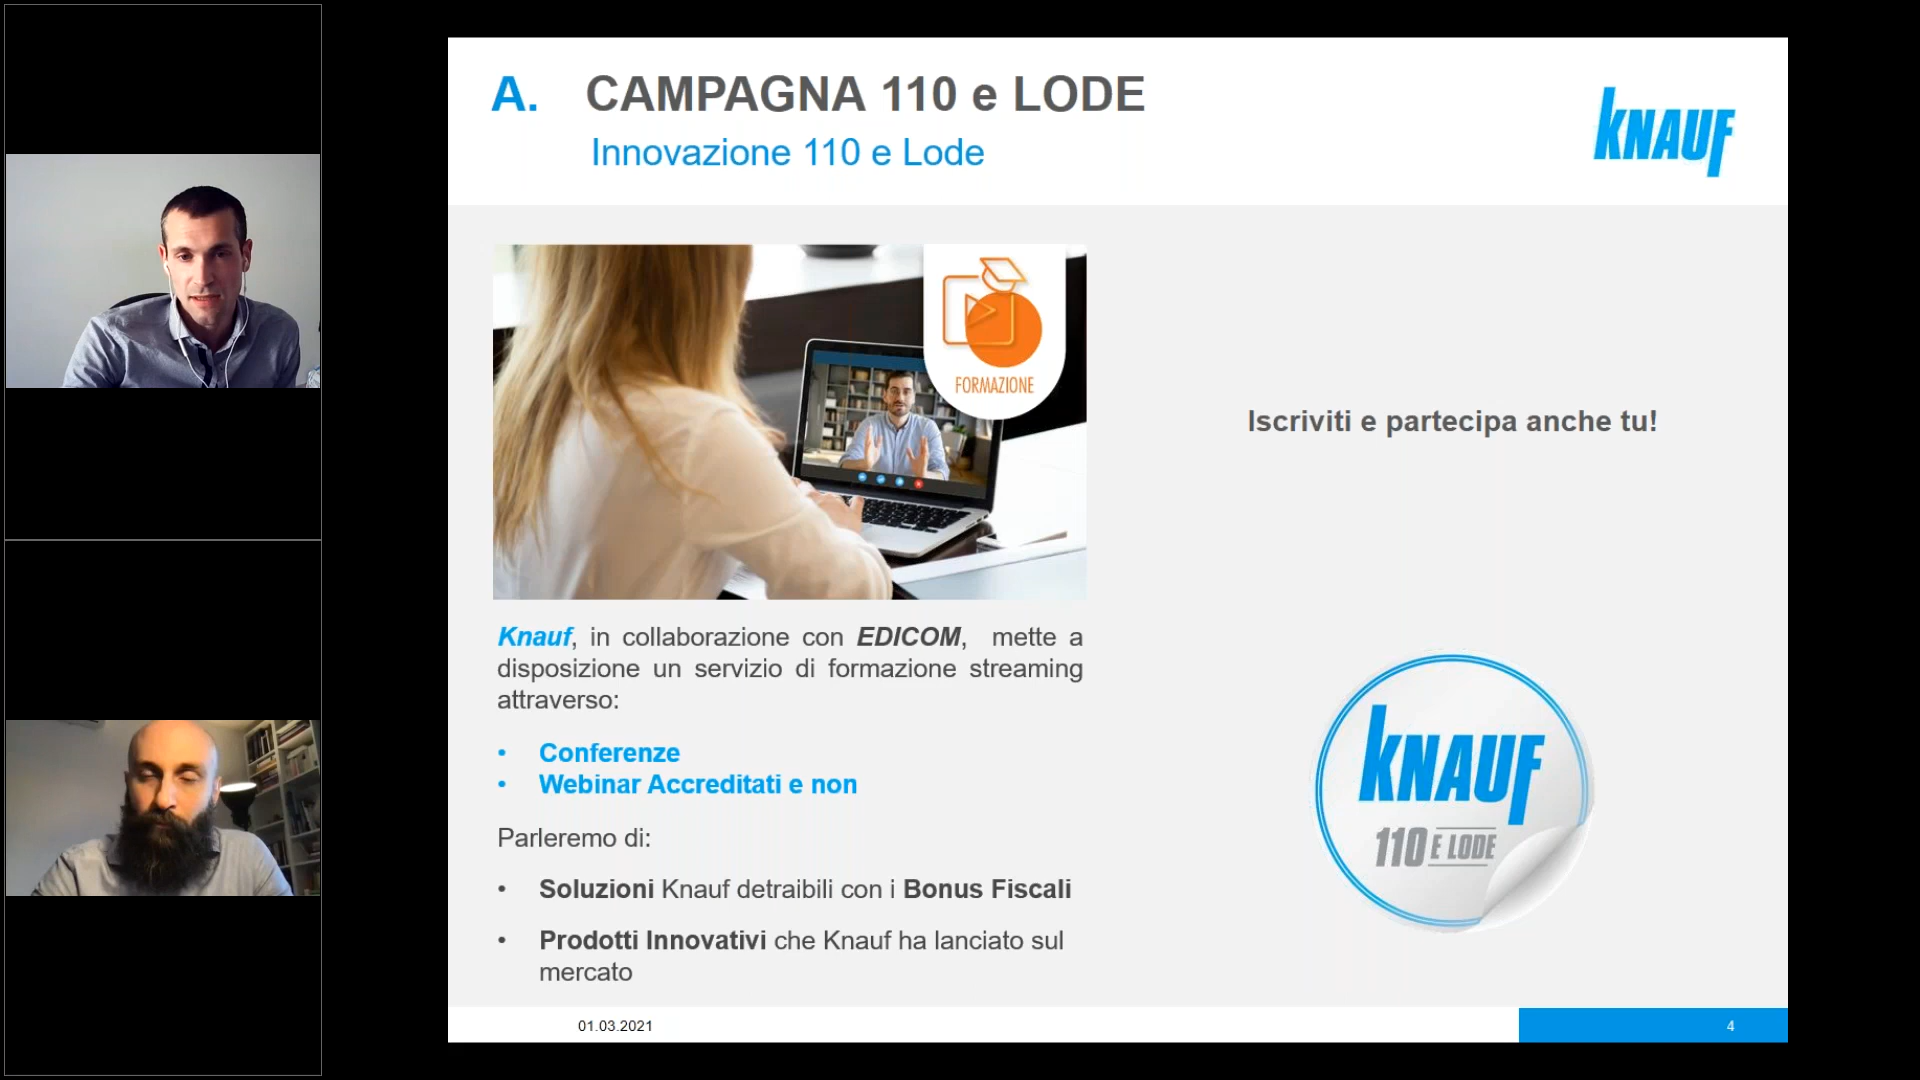 A. CAMPAGNA 110 e LODE
Innovazione 110 e Lode
KNAUF
FORMAZIONE
Iscriviti e partecipa anche tu!
Knauf, in collaborazione con EDICOM, mette a
disposizione un servizio di formazione streaming
attraverso:
• Conferenze
• Webinar Accreditati e non
Parleremo di:
• Soluzioni Knauf detraibili con i Bonus Fiscali
• Prodotti Innovativi che Knauf ha lanciato sul
mercato
KNAUF
110 E LODE
01.03.2021
4